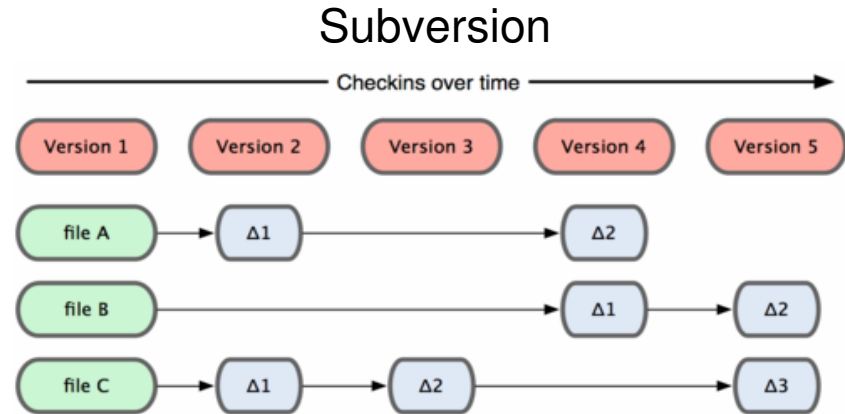 Subversion
Checkins over time
Version 1 Version 2 Version 3 Version 4 Version 5
file A Δ1 Δ2
file B Δ1 Δ2
file C Δ1 Δ2 Δ3